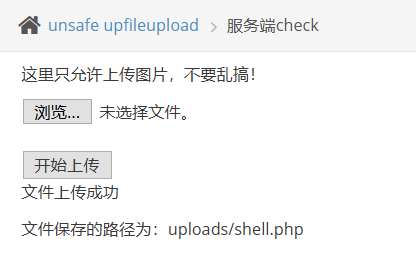 unsafe upfileupload > 服务端check
这里只允许上传图片，不要乱搞！
浏览... 未选择文件。
开始上传
文件上传成功
文件保存的路径为：uploads/shell.php